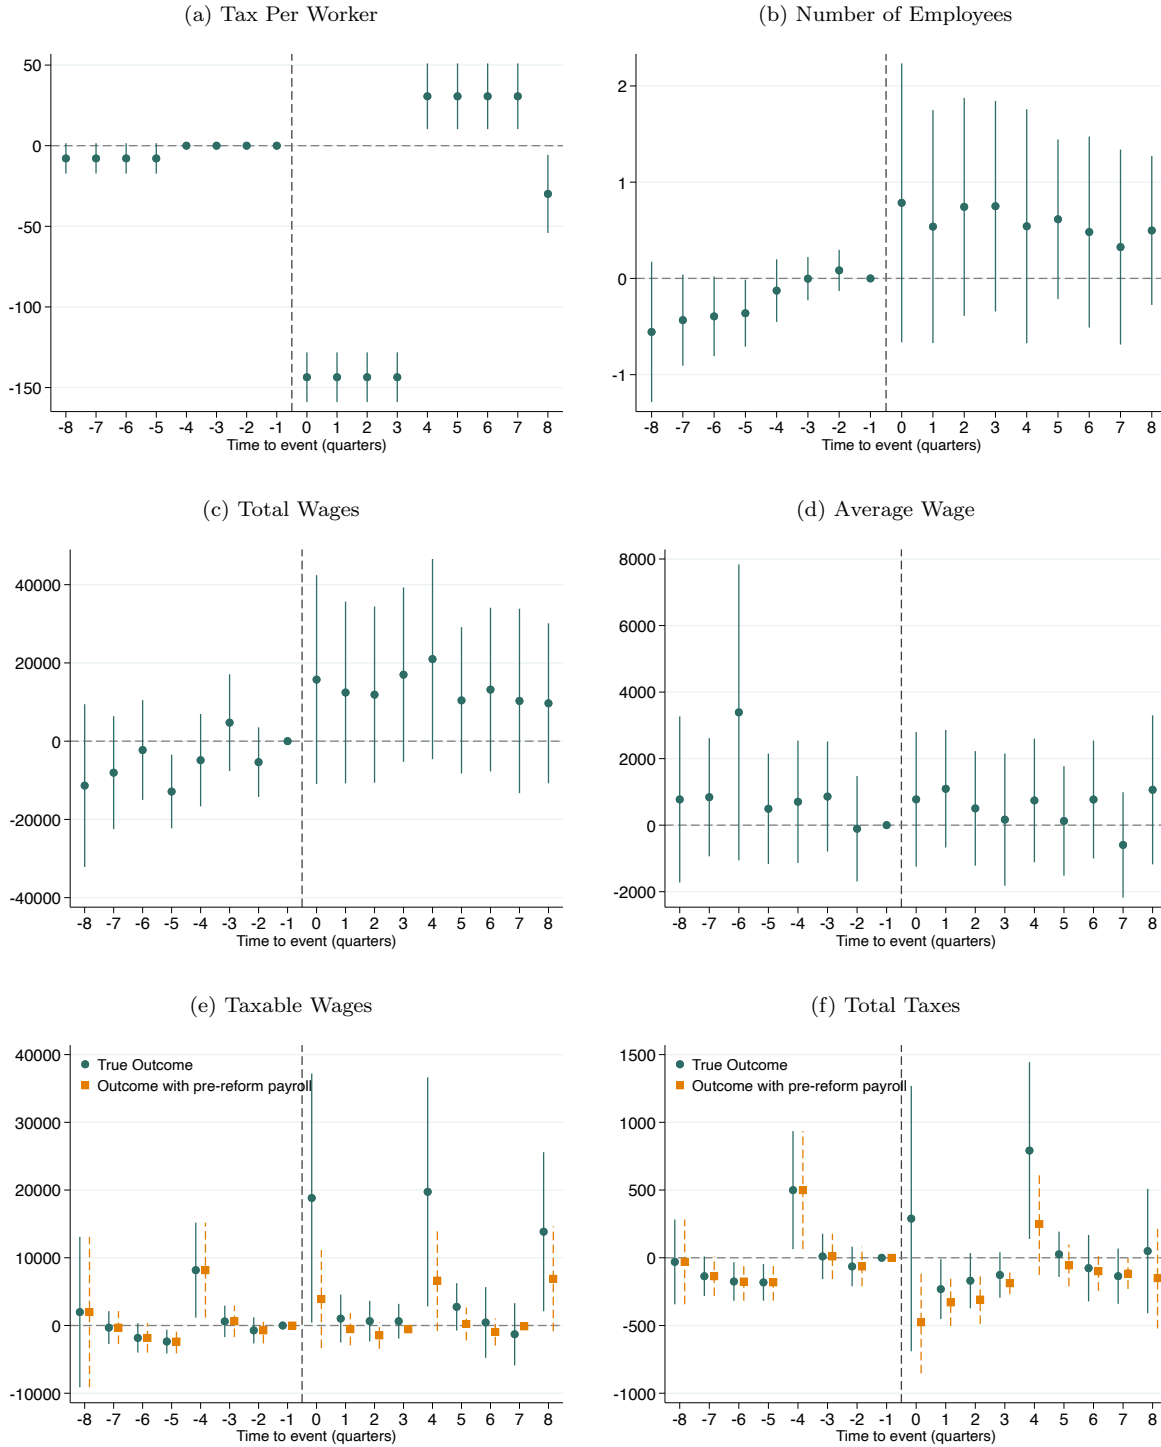 (a) Tax Per Worker
50
0
-50
-100
-150
-8 -7 -6 -5 -4 -3 -2 -1 0 1 2 3 4 5 6 7 8
Time to event (quarters)
(b) Number of Employees
2
1
0
-1
-8 -7 -6 -5 -4 -3 -2 -1 0 1 2 3 4 5 6 7 8
Time to event (quarters)
(c) Total Wages
40000
20000
0
-20000
-40000
-8 -7 -6 -5 -4 -3 -2 -1 0 1 2 3 4 5 6 7 8
Time to event (quarters)
(d) Average Wage
8000
6000
4000
2000
0
-2000
-8 -7 -6 -5 -4 -3 -2 -1 0 1 2 3 4 5 6 7 8
Time to event (quarters)
(e) Taxable Wages
40000
30000
20000
10000
0
-10000
True Outcome
Outcome with pre-reform payroll
-8 -7 -6 -5 -4 -3 -2 -1 0 1 2 3 4 5 6 7 8
Time to event (quarters)
(f) Total Taxes
1500
1000
500
0
-500
-1000
True Outcome
Outcome with pre-reform payroll
-8 -7 -6 -5 -4 -3 -2 -1 0 1 2 3 4 5 6 7 8
Time to event (quarters)